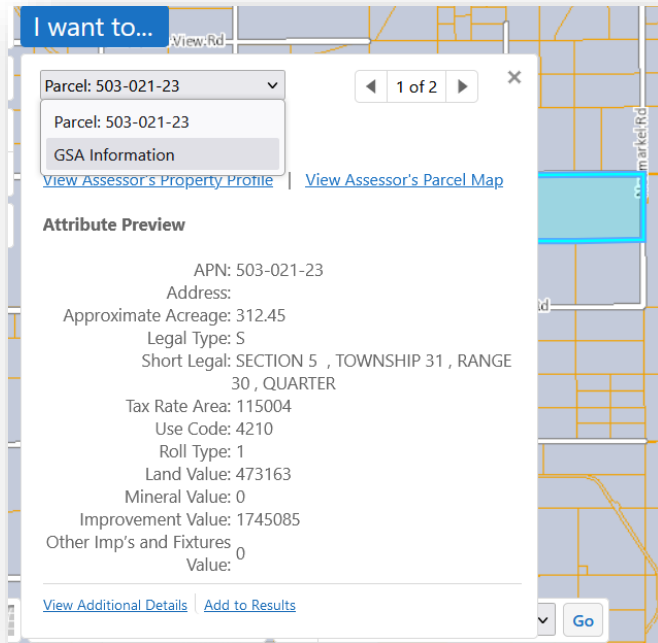 I want to...
View Rd
Parcel: 503-021-23
1 of 2
Parcel: 503-021-23
GSA Information
View Assessor's Property Profile | View Assessor's Parcel Map
Attribute Preview
APN: 503-021-23
Address:
Approximate Acreage: 312.45
Legal Type: S
Short Legal: SECTION 5 , TOWNSHIP 31 , RANGE
30 , QUARTER
Tax Rate Area: 115004
Use Code: 4210
Roll Type: 1
Land Value: 473163
Mineral Value: 0
Improvement Value: 1745085
Other Imp's and Fixtures
Value: 0
View Additional Details | Add to Results
Go